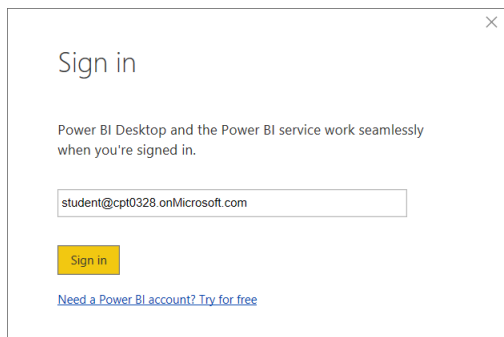 Sign in
Power BI Desktop and the Power BI service work seamlessly
when you're signed in.
student@cpt0328.onMicrosoft.com
Sign in
Need a Power BI account? Try for free